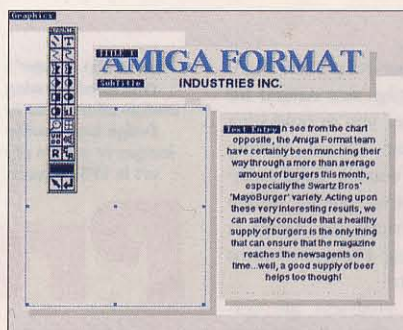 Graphics
TITLE 1
AMIGA FORMAT
Subtitle
INDUSTRIES INC.
Text Entry n see from the chart
opposite, the Amiga Format team
have certainly been munching their
way through a more than average
amount of burgers this month,
especially the Swartz Bros'
'MayoBurger' variety. Acting upon
these very interesting results, we
can safely conclude that a healthy
supply of burgers is the only thing
that can ensure that the magazine
reaches the newsagents on
time...well, a good supply of beer
helps too though!